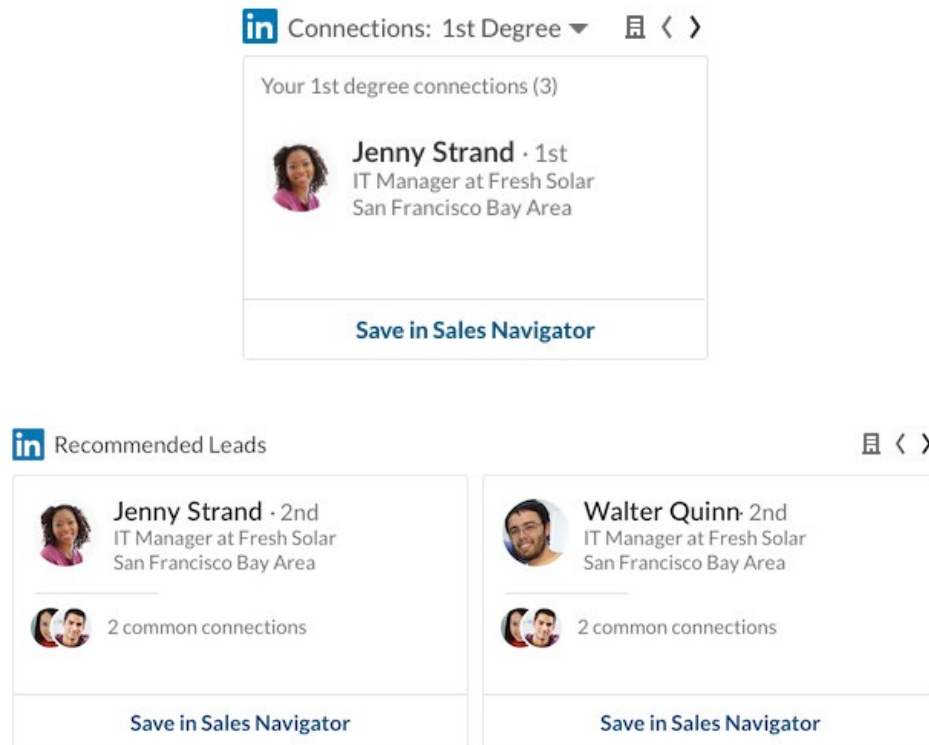 in Connections: 1st Degree
Your 1st degree connections (3)
Jenny Strand · 1st
IT Manager at Fresh Solar
San Francisco Bay Area
Save in Sales Navigator
in Recommended Leads
Jenny Strand · 2nd
IT Manager at Fresh Solar
San Francisco Bay Area
2 common connections
Save in Sales Navigator
Walter Quinn· 2nd
IT Manager at Fresh Solar
San Francisco Bay Area
2 common connections
Save in Sales Navigator